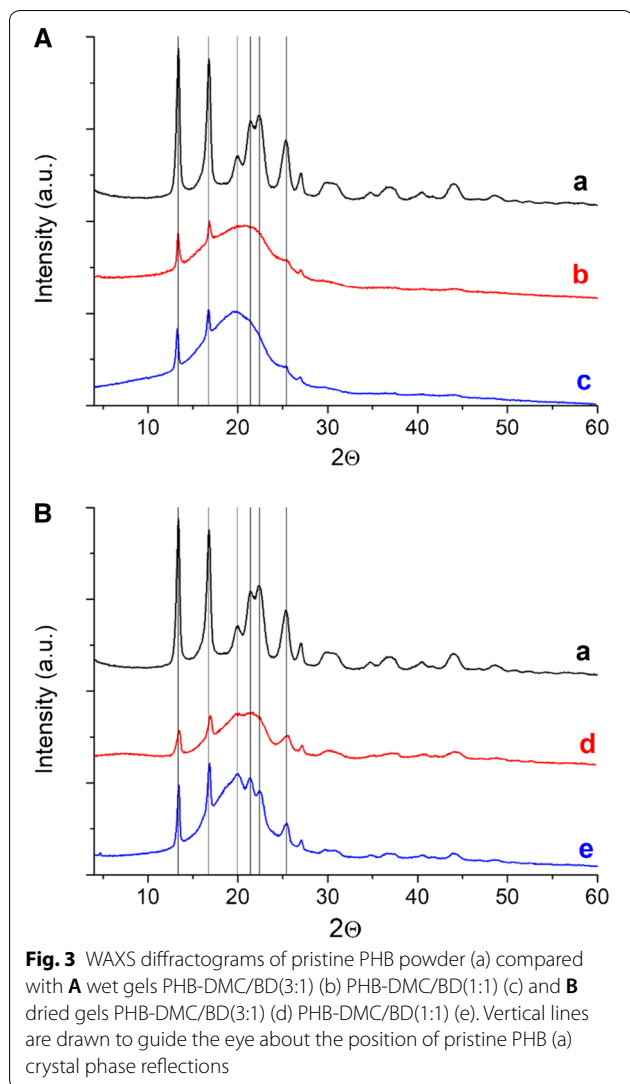 A
Intensity (a.u.)
a
b
c
10 20 30 40 50 60
2Θ
B
Intensity (a.u.)
a
d
e
10 20 30 40 50 60
2Θ
Fig. 3 WAXS diffractograms of pristine PHB powder (a) compared
with A wet gels PHB-DMC/BD(3:1) (b) PHB-DMC/BD(1:1) (c) and B
dried gels PHB-DMC/BD(3:1) (d) PHB-DMC/BD(1:1) (e). Vertical lines
are drawn to guide the eye about the position of pristine PHB (a)
crystal phase reflections